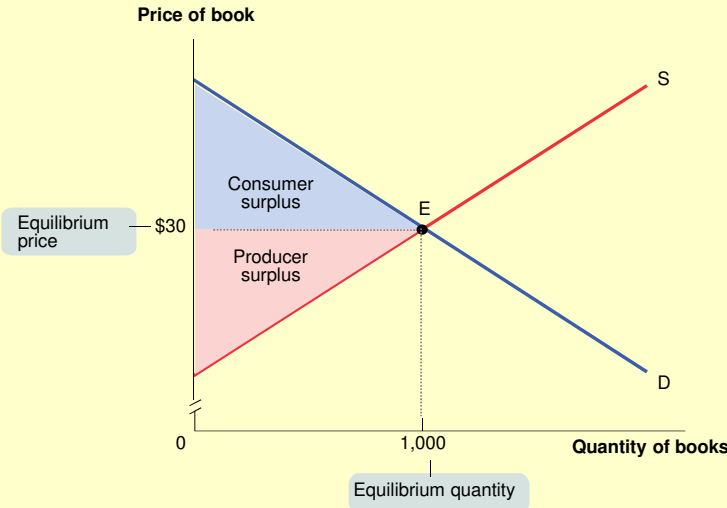 Price of book
S
Consumer
surplus
E
Equilibrium
price
$30
Producer
surplus
D
0
1,000
Quantity of books
Equilibrium quantity